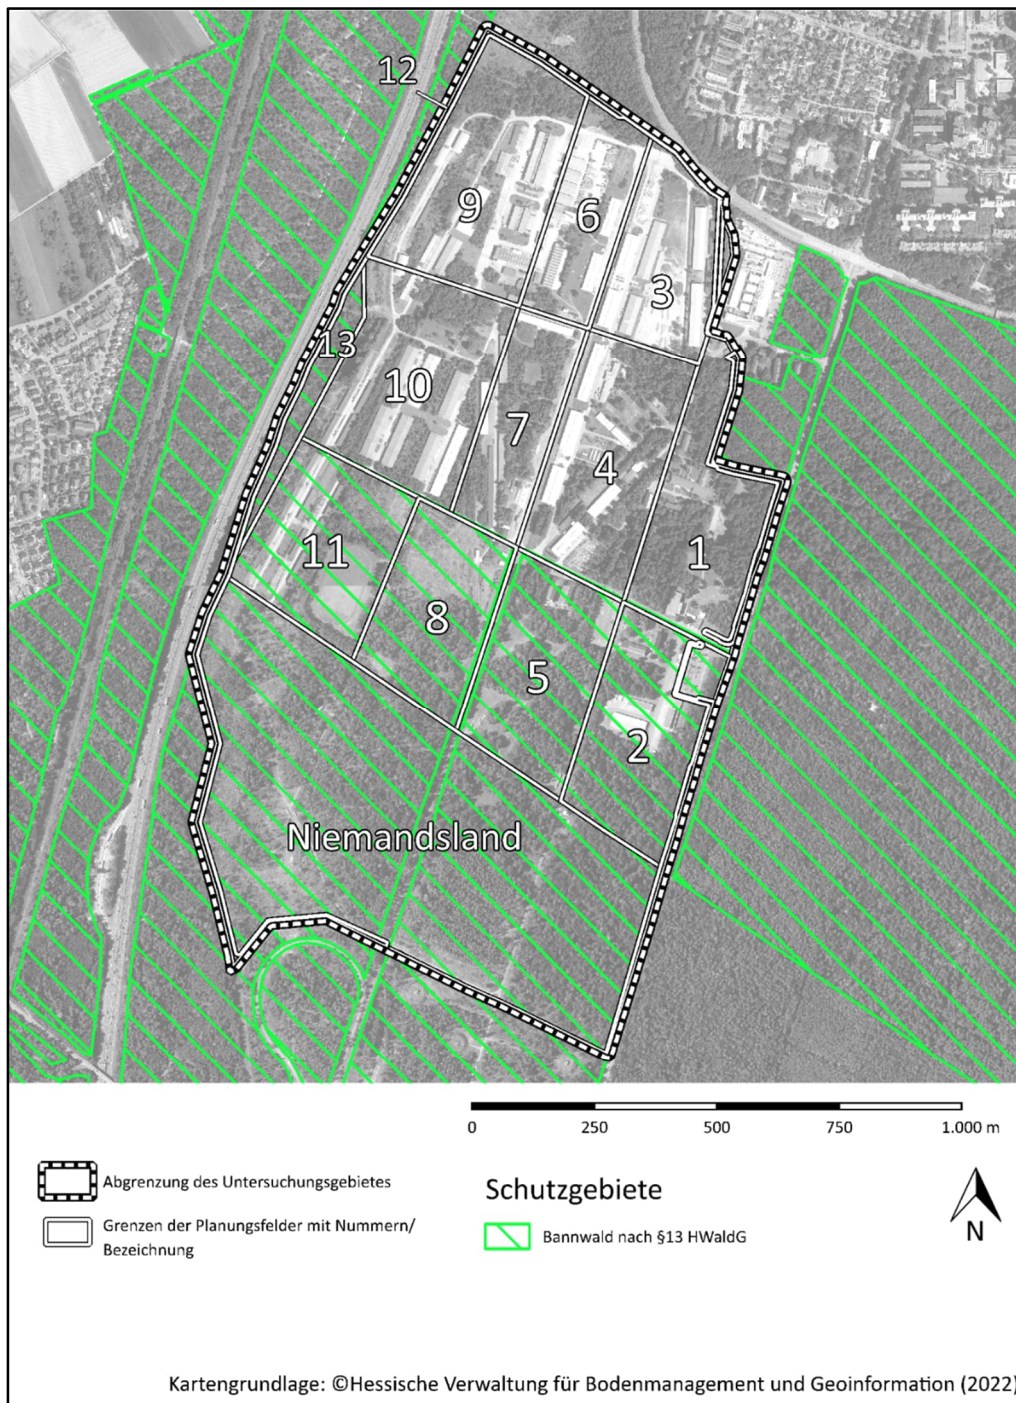 12
9
6
3
13
10
7
4
1
11
8
5
2
Niemandsland
0 250 500 750 1.000 m
Abgrenzung des Untersuchungsgebietes
Grenzen der Planungsfelder mit Nummern/
Bezeichnung
Schutzgebiete
Bannwald nach §13 HWaldG
N
Kartengrundlage: ©Hessische Verwaltung für Bodenmanagement und Geoinformation (2022)